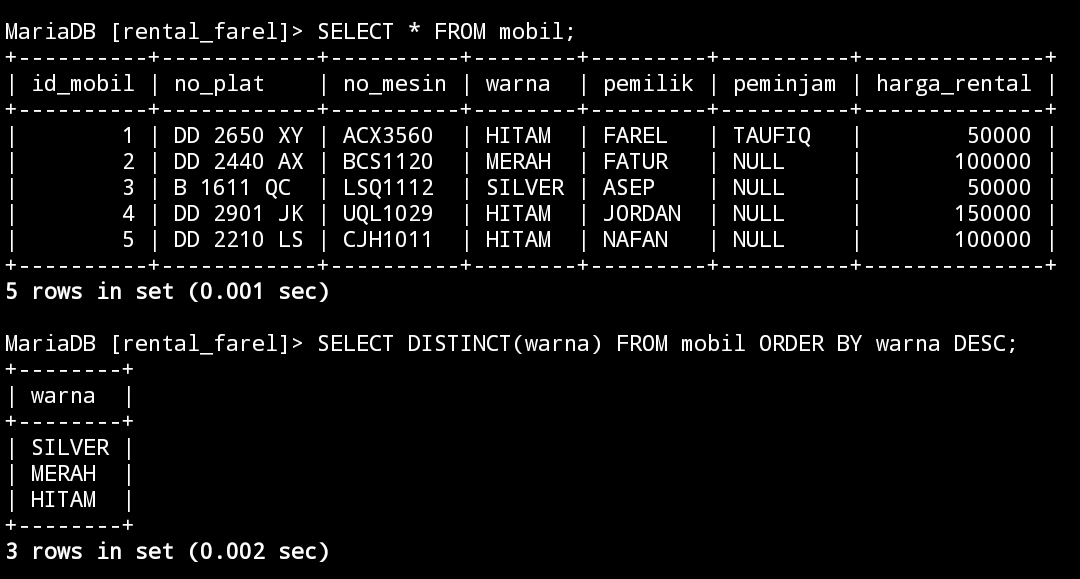 MariaDB [rental_farel]> SELECT * FROM mobil;
+----------+------------+----------+--------+---------+----------+--------------+
| id_mobil | no_plat    | no_mesin | warna  | pemilik | peminjam | harga_rental |
+----------+------------+----------+--------+---------+----------+--------------+
|        1 | DD 2650 XY | ACX3560  | HITAM  | FAREL   | TAUFIQ   |        50000 |
|        2 | DD 2440 AX | BCS1120  | MERAH  | FATUR   | NULL     |       100000 |
|        3 | B 1611 QC  | LSQ1112  | SILVER | ASEP    | NULL     |        50000 |
|        4 | DD 2901 JK | UQL1029  | HITAM  | JORDAN  | NULL     |       150000 |
|        5 | DD 2210 LS | CJH1011  | HITAM  | NAFAN   | NULL     |       100000 |
+----------+------------+----------+--------+---------+----------+--------------+
5 rows in set (0.001 sec)
MariaDB [rental_farel]> SELECT DISTINCT(warna) FROM mobil ORDER BY warna DESC;
+--------+
| warna  |
+--------+
| SILVER |
| MERAH  |
| HITAM  |
+--------+
3 rows in set (0.002 sec)